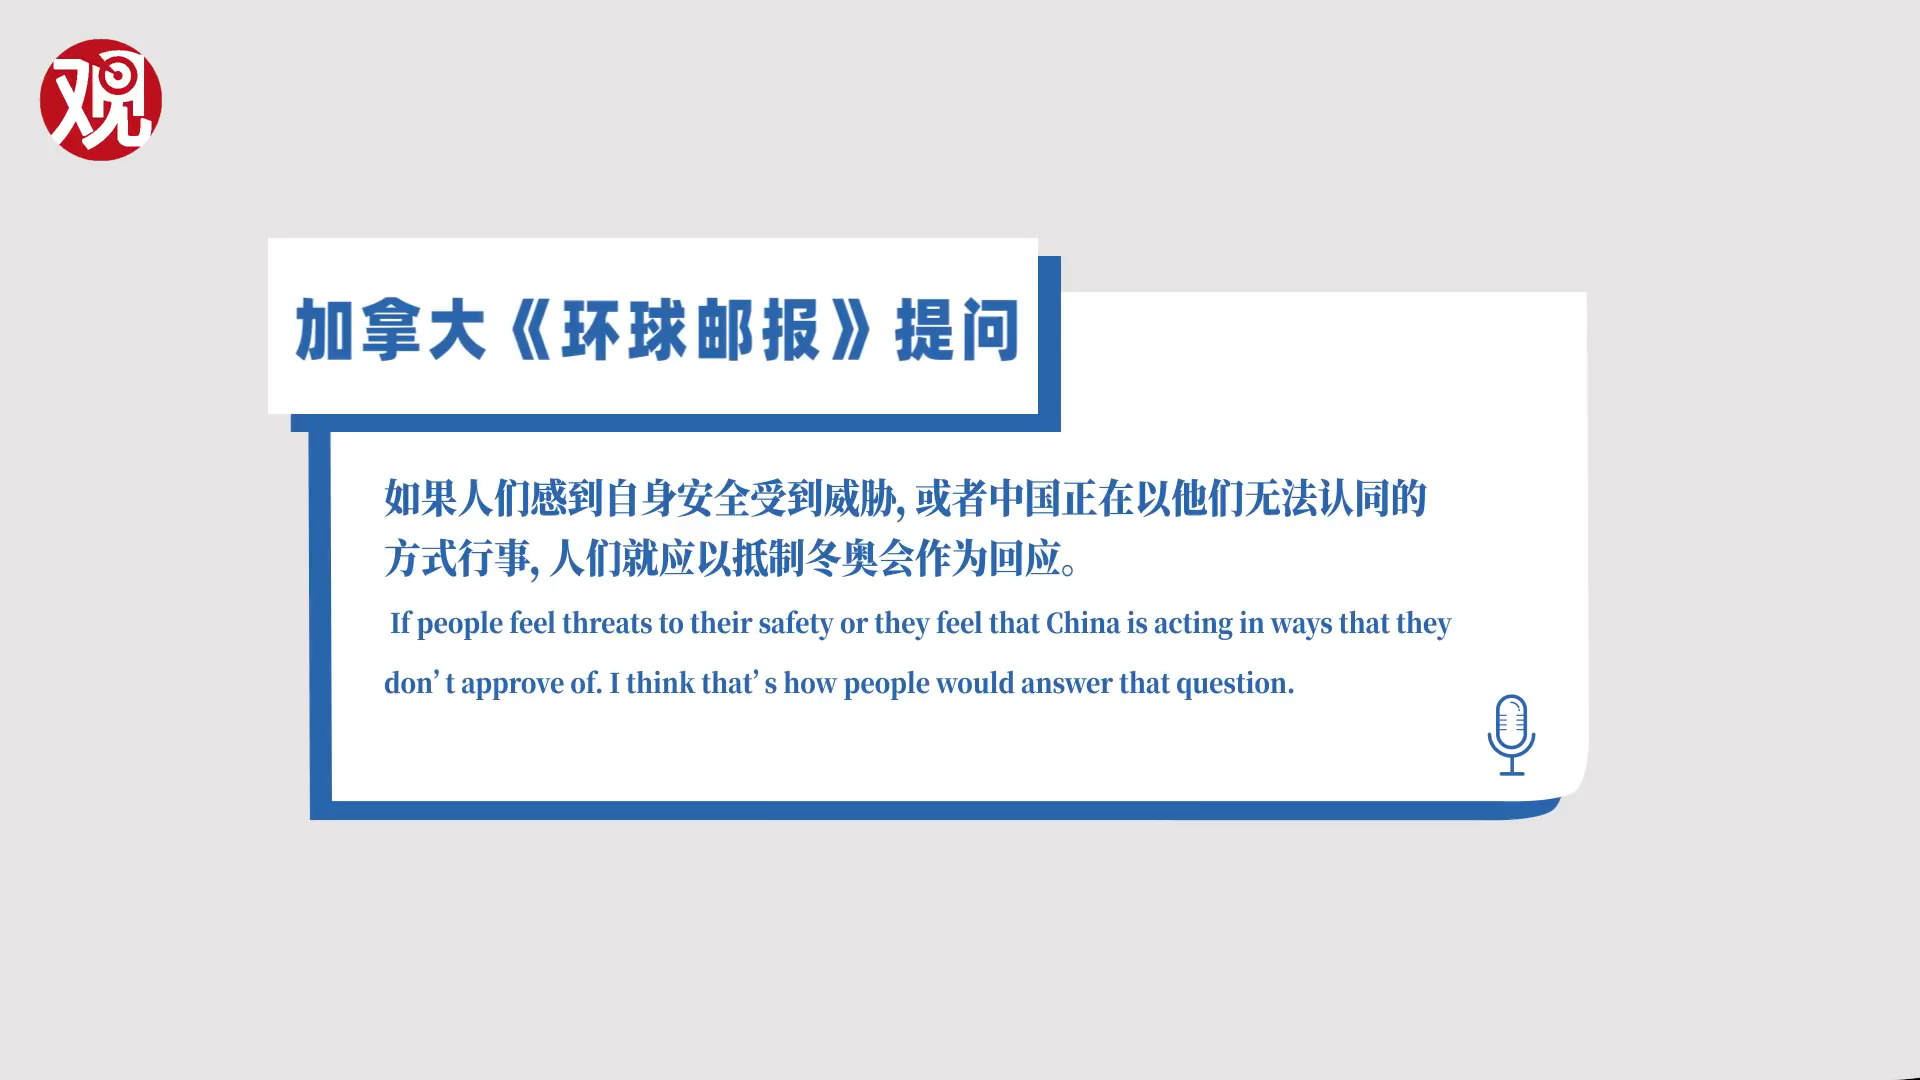 观
加拿大《环球邮报》提问
如果人们感到自身安全受到威胁, 或者中国正在以他们无法认同的
方式行事, 人们就应以抵制冬奥会作为回应。
If people feel threats to their safety or they feel that China is acting in ways that they
don’t approve of. I think that’s how people would answer that question.